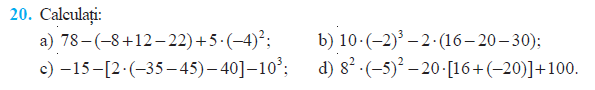 20. Calculați:
a) 78–(–8+12–22)+5·(–4)²; b) 10·(–2)³–2·(16–20–30);
c) –15–[2·(–35–45)–40]–10³; d) 8²·(–5)²–20·[16+(–20)]+100.